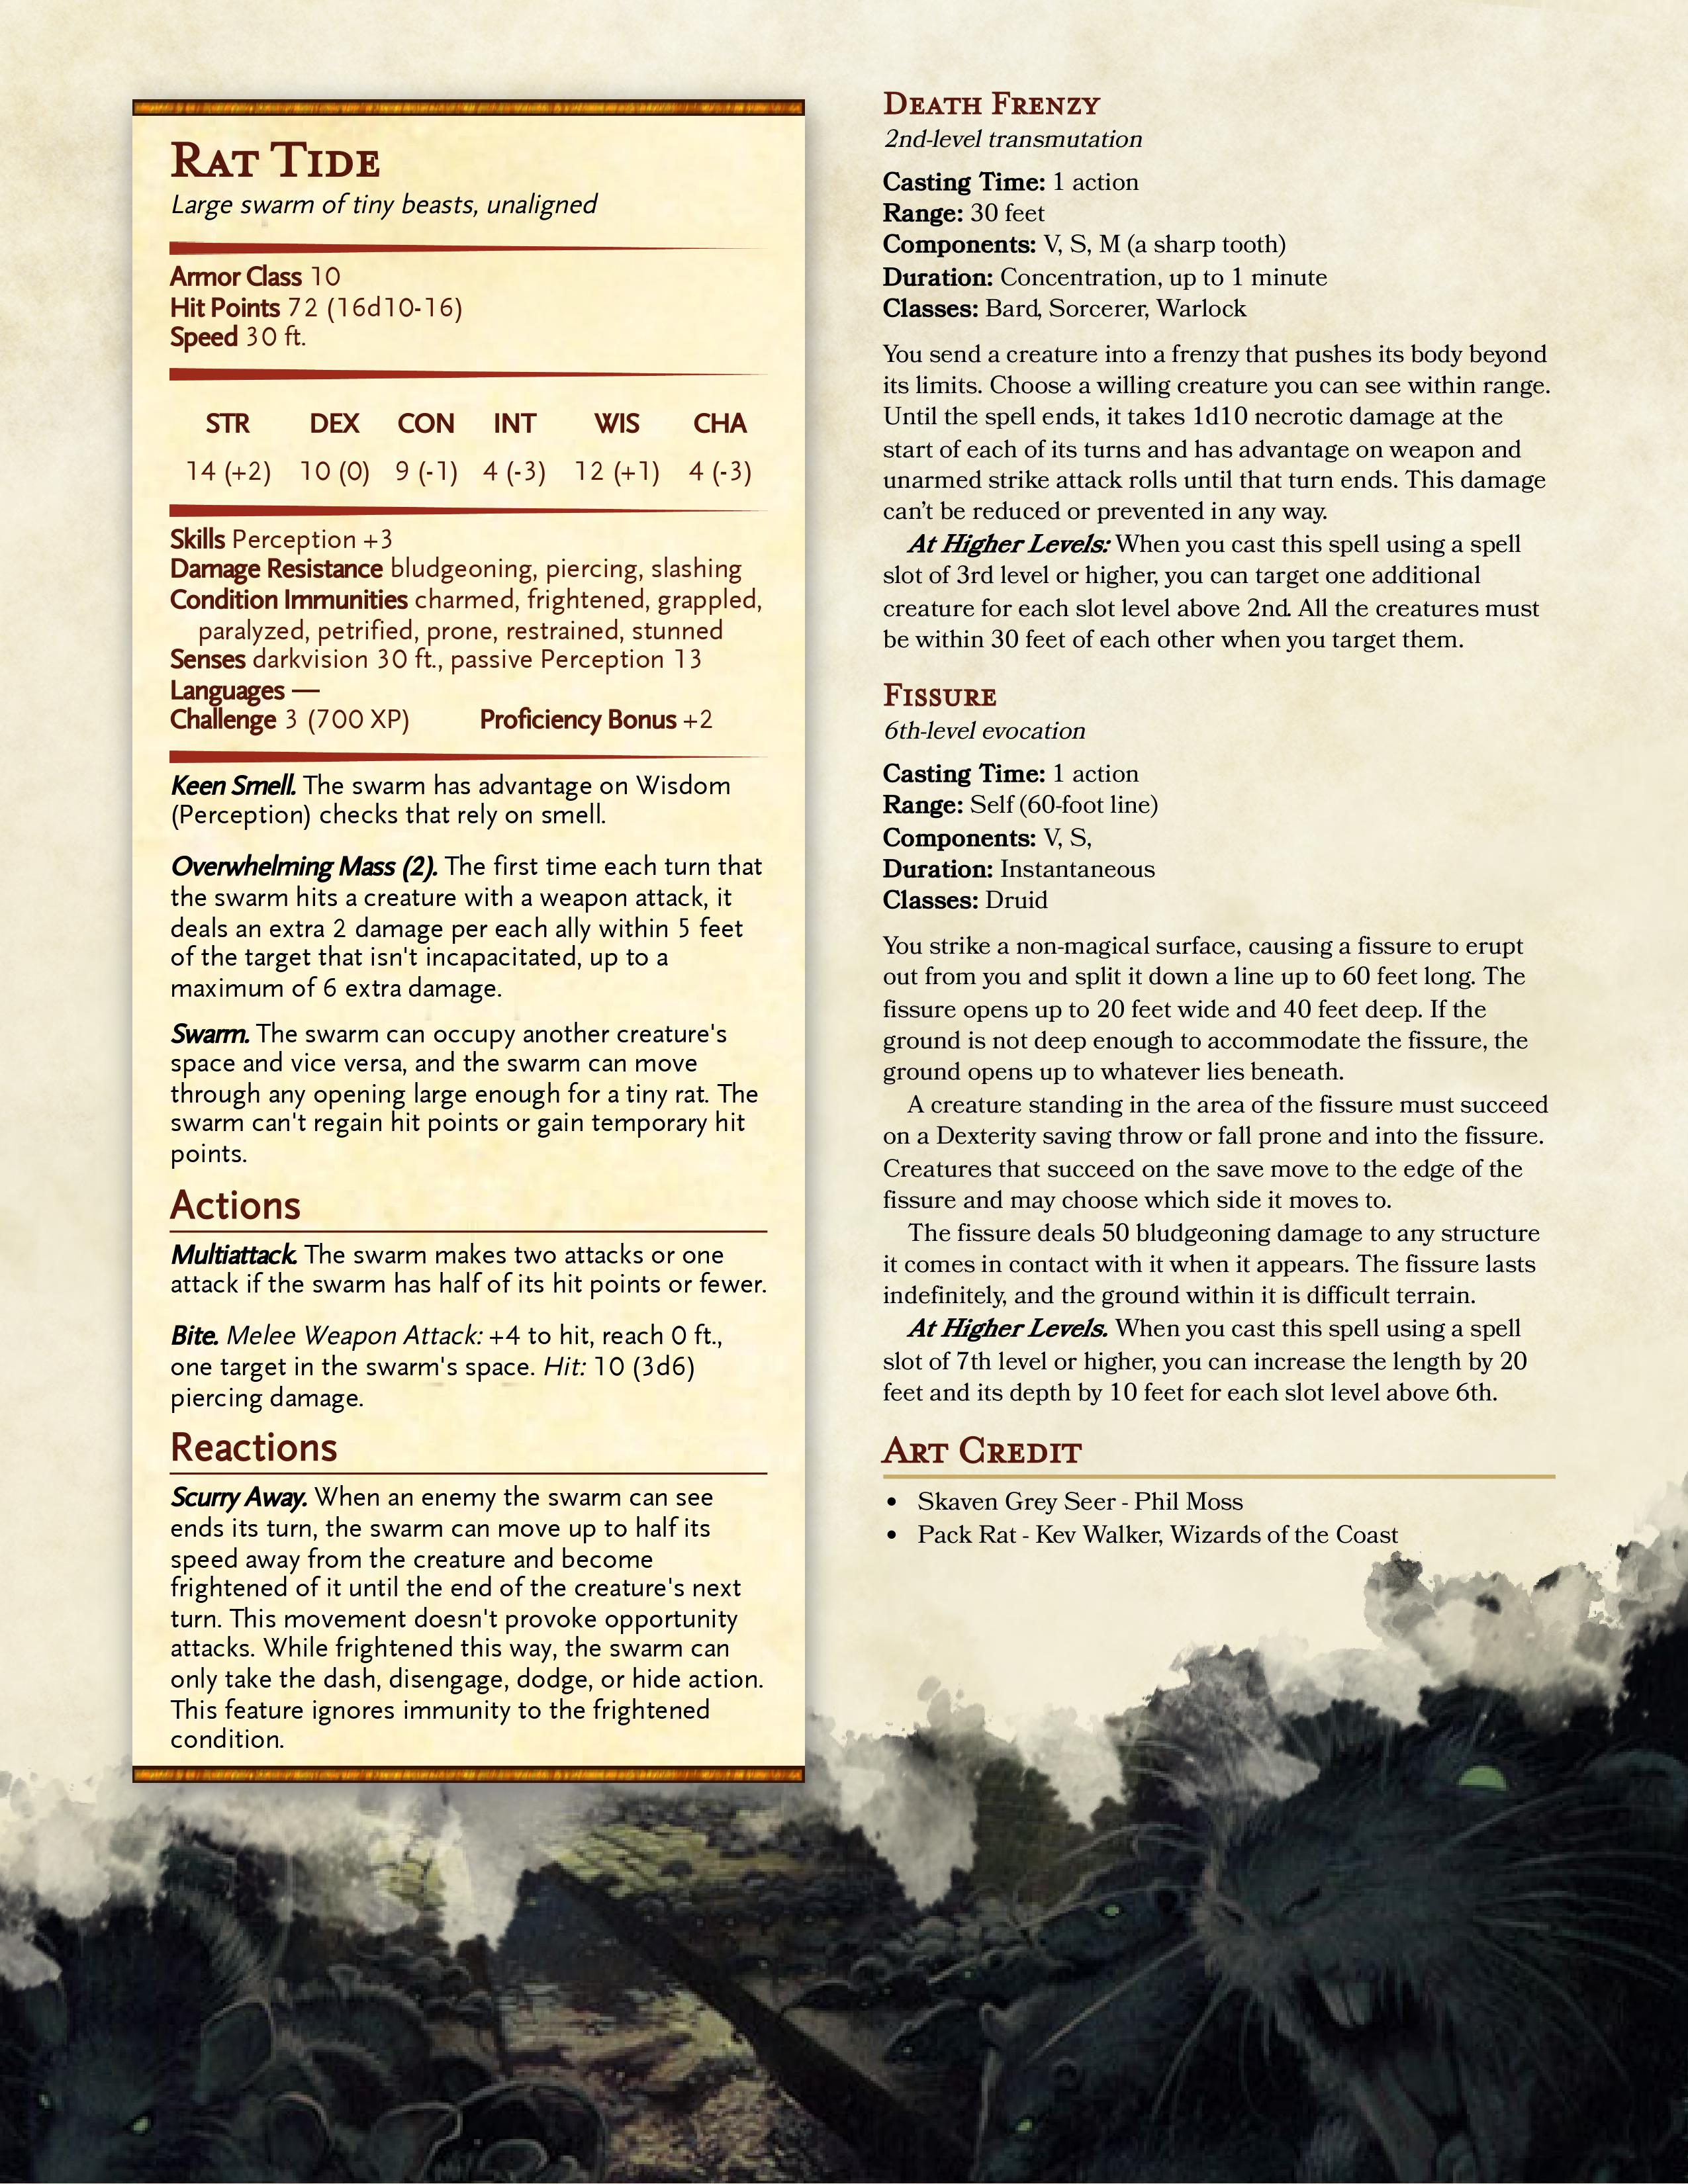 Rat Tide
Large swarm of tiny beasts, unaligned
Armor Class 10
Hit Points 72 (16d10-16)
Speed 30 ft.
STR DEX CON INT WIS CHA
14 (+2) 10 (0) 9 (-1) 4 (-3) 12 (+1) 4 (-3)
Skills Perception +3
Damage Resistance bludgeoning, piercing, slashing
Condition Immunities charmed, frightened, grappled,
paralyzed, petrified, prone, restrained, stunned
Senses darkvision 30 ft., passive Perception 13
Languages —
Challenge 3 (700 XP) Proficiency Bonus +2
Keen Smell. The swarm has advantage on Wisdom
(Perception) checks that rely on smell.
Overwhelming Mass (2). The first time each turn that
the swarm hits a creature with a weapon attack, it
deals an extra 2 damage per each ally within 5 feet
of the target that isn't incapacitated, up to a
maximum of 6 extra damage.
Swarm. The swarm can occupy another creature's
space and vice versa, and the swarm can move
through any opening large enough for a tiny rat. The
swarm can't regain hit points or gain temporary hit
points.
Actions
Multiattack. The swarm makes two attacks or one
attack if the swarm has half of its hit points or fewer.
Bite. Melee Weapon Attack: +4 to hit, reach 0 ft.,
one target in the swarm's space. Hit: 10 (3d6)
piercing damage.
Reactions
Scurry Away. When an enemy the swarm can see
ends its turn, the swarm can move up to half its
speed away from the creature and become
frightened of it until the end of the creature's next
turn. This movement doesn't provoke opportunity
attacks. While frightened this way, the swarm can
only take the dash, disengage, dodge, or hide action.
This feature ignores immunity to the frightened
condition.
Death Frenzy
2nd-level transmutation
Casting Time: 1 action
Range: 30 feet
Components: V, S, M (a sharp tooth)
Duration: Concentration, up to 1 minute
Classes: Bard, Sorcerer, Warlock
You send a creature into a frenzy that pushes its body beyond
its limits. Choose a willing creature you can see within range.
Until the spell ends, it takes 1d10 necrotic damage at the
start of each of its turns and has advantage on weapon and
unarmed strike attack rolls until that turn ends. This damage
can’t be reduced or prevented in any way.
At Higher Levels: When you cast this spell using a spell
slot of 3rd level or higher, you can target one additional
creature for each slot level above 2nd. All the creatures must
be within 30 feet of each other when you target them.
Fissure
6th-level evocation
Casting Time: 1 action
Range: Self (60-foot line)
Components: V, S,
Duration: Instantaneous
Classes: Druid
You strike a non-magical surface, causing a fissure to erupt
out from you and split it down a line up to 60 feet long. The
fissure opens up to 20 feet wide and 40 feet deep. If the
ground is not deep enough to accommodate the fissure, the
ground opens up to whatever lies beneath.
A creature standing in the area of the fissure must succeed
on a Dexterity saving throw or fall prone and into the fissure.
Creatures that succeed on the save move to the edge of the
fissure and may choose which side it moves to.
The fissure deals 50 bludgeoning damage to any structure
it comes in contact with it when it appears. The fissure lasts
indefinitely, and the ground within it is difficult terrain.
At Higher Levels. When you cast this spell using a spell
slot of 7th level or higher, you can increase the length by 20
feet and its depth by 10 feet for each slot level above 6th.
Art Credit
• Skaven Grey Seer - Phil Moss
• Pack Rat - Kev Walker, Wizards of the Coast